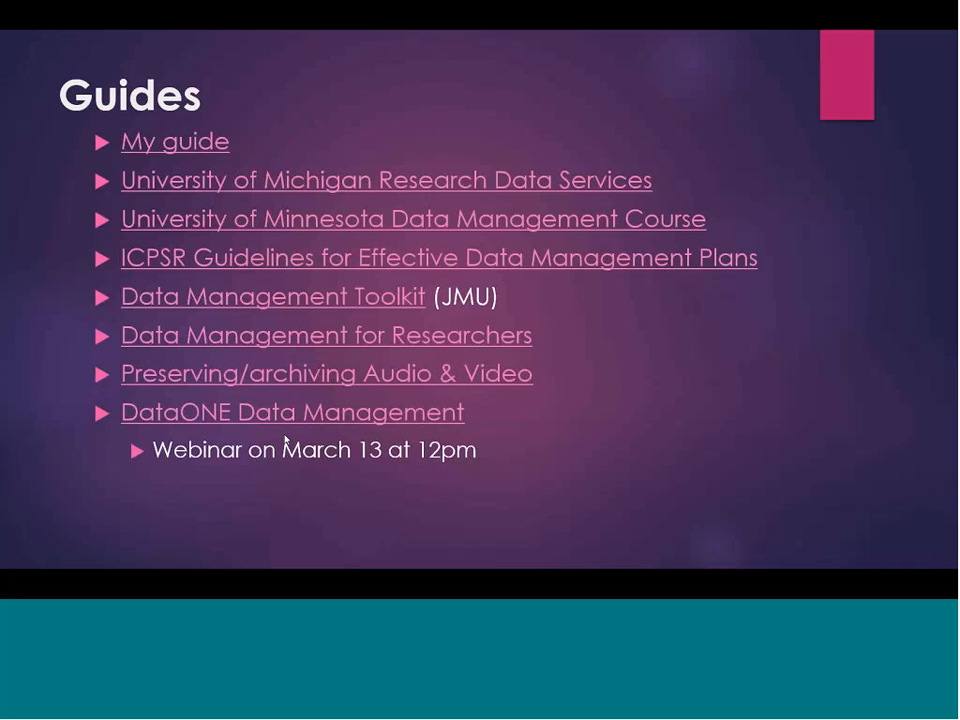 Guides
My guide
University of Michigan Research Data Services
University of Minnesota Data Management Course
ICPSR Guidelines for Effective Data Management Plans
Data Management Toolkit (JMU)
Data Management for Researchers
Preserving/archiving Audio & Video
DataONE Data Management
Webinar on March 13 at 12pm